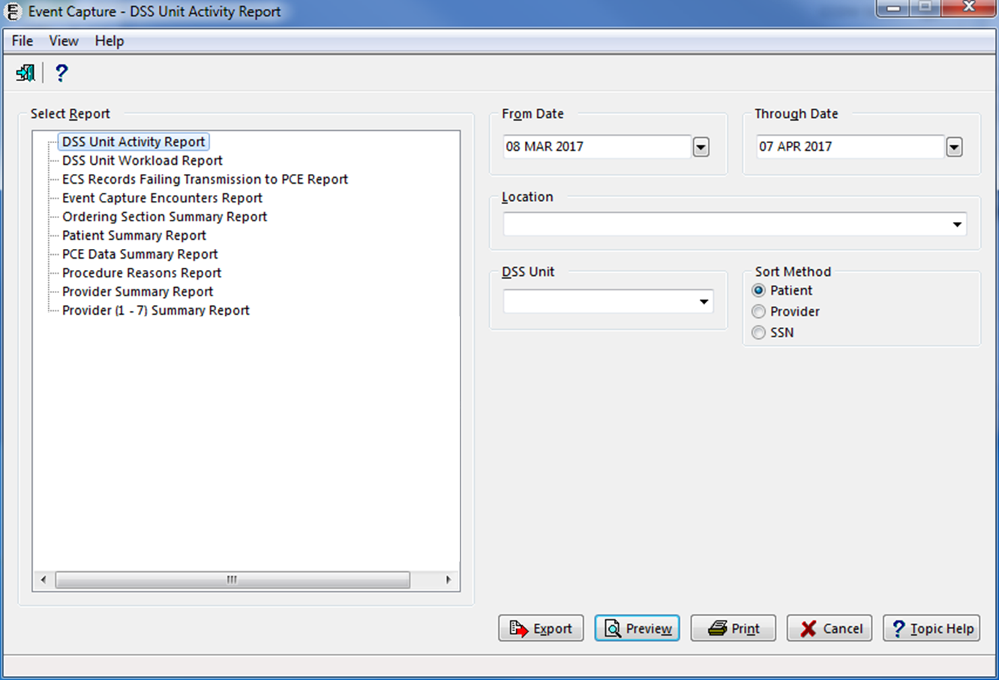 Event Capture - DSS Unit Activity Report
File View Help
Select Report
DSS Unit Activity Report
DSS Unit Workload Report
ECS Records Failing Transmission to PCE Report
Event Capture Encounters Report
Ordering Section Summary Report
Patient Summary Report
PCE Data Summary Report
Procedure Reasons Report
Provider Summary Report
Provider (1 - 7) Summary Report
From Date
08 MAR 2017
Through Date
07 APR 2017
Location
DSS Unit
Sort Method
Patient
Provider
SSN
Export Preview Print Cancel Topic Help